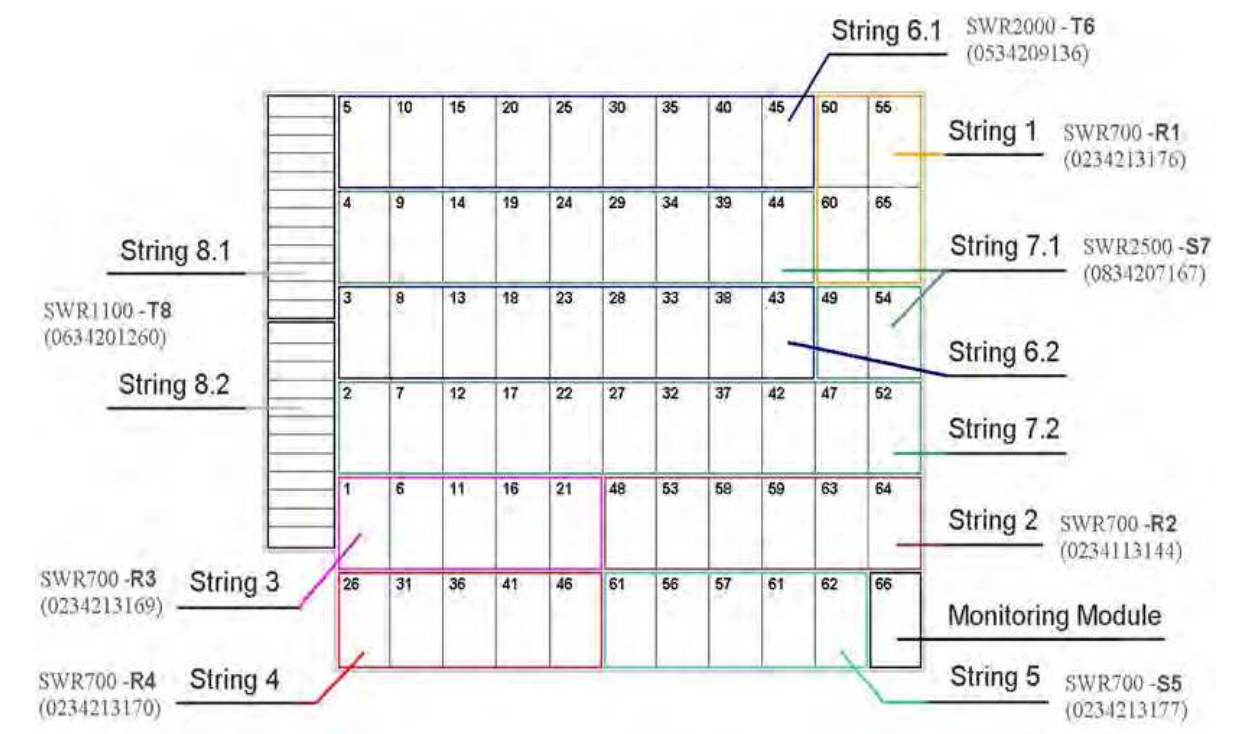 String 6.1 SWR2000 -T6
(0534209136)
5 10 15 20 25 30 35 40 45 50 55
String 1 SWR700 -R1
(0234213176)
4 9 14 19 24 29 34 39 44 60 65
String 8.1
String 7.1 SWR2500 -S7
(0834207167)
3 8 13 18 23 28 33 38 43 49 54
SWR1100 -T8
(0634201260)
String 6.2
String 8.2
2 7 12 17 22 27 32 37 42 47 52
String 7.2
1 6 11 16 21 48 53 58 59 63 64
String 2 SWR700 -R2
(0234113144)
SWR700 -R3 String 3
(0234213169)
26 31 36 41 46 61 56 57 61 62 66
Monitoring Module
SWR700 -R4 String 4
(0234213170)
String 5 SWR700 -S5
(0234213177)